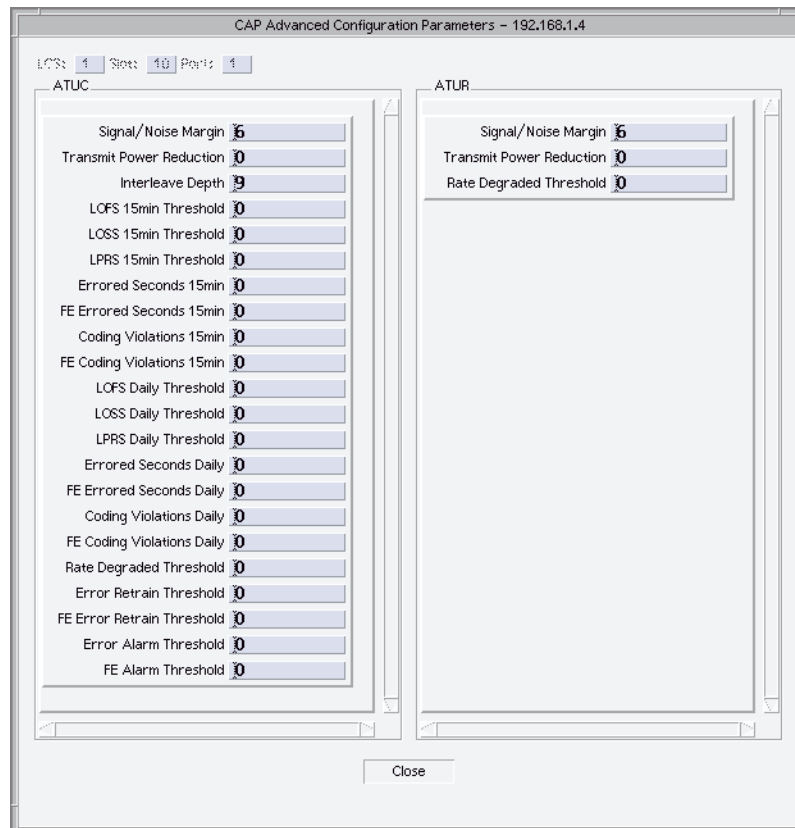 CAP Advanced Configuration Parameters – 192.168.1.4
LCS: 1 Slot: 10 Port: 1
ATUC
Signal/Noise Margin 6
Transmit Power Reduction 0
Interleave Depth 9
LOFS 15min Threshold 0
LOSS 15min Threshold 0
LPRS 15min Threshold 0
Errored Seconds 15min 0
FE Errored Seconds 15min 0
Coding Violations 15min 0
FE Coding Violations 15min 0
LOFS Daily Threshold 0
LOSS Daily Threshold 0
LPRS Daily Threshold 0
Errored Seconds Daily 0
FE Errored Seconds Daily 0
Coding Violations Daily 0
FE Coding Violations Daily 0
Rate Degraded Threshold 0
Error Retrain Threshold 0
FE Error Retrain Threshold 0
Error Alarm Threshold 0
FE Alarm Threshold 0
ATUR
Signal/Noise Margin 6
Transmit Power Reduction 0
Rate Degraded Threshold 0
Close